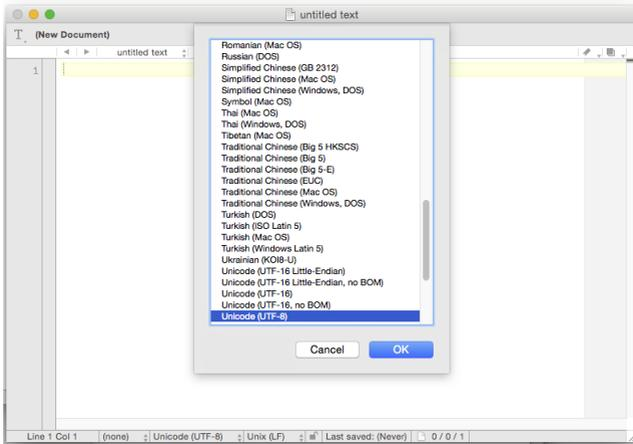 untitled text
(New Document)
untitled text
1
Romanian (Mac OS)
Russian (DOS)
Simplified Chinese (GB 2312)
Simplified Chinese (Mac OS)
Simplified Chinese (Windows, DOS)
Symbol (Mac OS)
Thai (Mac OS)
Thai (Windows, DOS)
Tibetan (Mac OS)
Traditional Chinese (Big 5 HKSCS)
Traditional Chinese (Big 5)
Traditional Chinese (Big 5-E)
Traditional Chinese (EUC)
Traditional Chinese (Mac OS)
Traditional Chinese (Windows, DOS)
Turkish (DOS)
Turkish (ISO Latin 5)
Turkish (Mac OS)
Turkish (Windows Latin 5)
Ukrainian (KOI8-U)
Unicode (UTF-16 Little-Endian)
Unicode (UTF-16 Little-Endian, no BOM)
Unicode (UTF-16)
Unicode (UTF-16, no BOM)
Unicode (UTF-8)
Cancel OK
Line 1 Col 1 (none) Unicode (UTF-8) Unix (LF) Last saved: (Never) 0 / 0 / 1